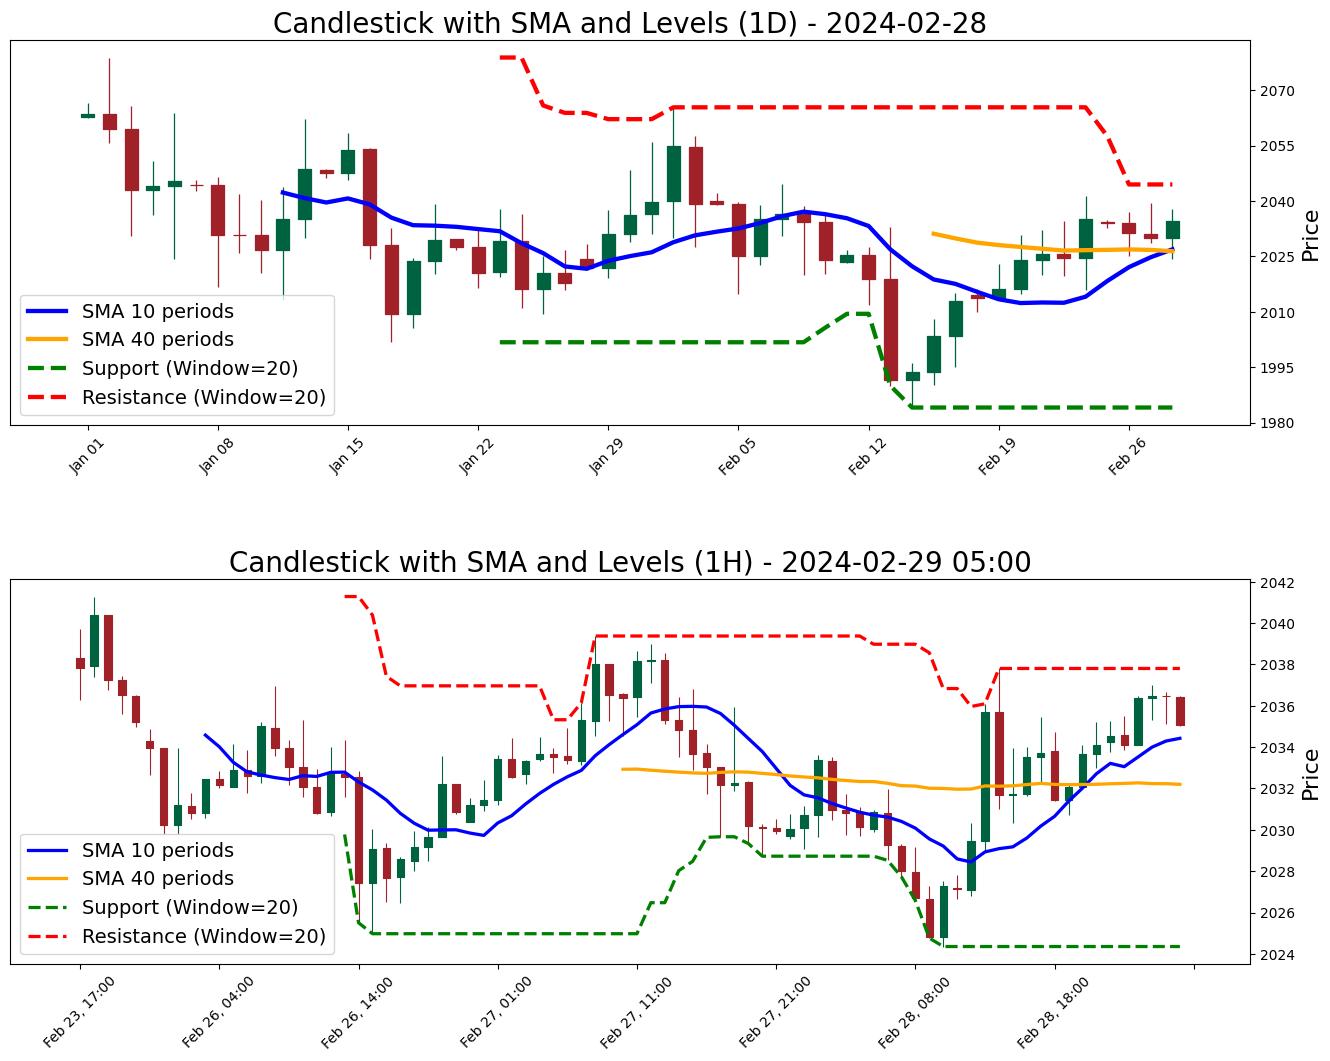 Candlestick with SMA and Levels (1D) - 2024-02-28
2070
2055
2040
2025
2010
1995
1980
Price
SMA 10 periods
SMA 40 periods
Support (Window=20)
Resistance (Window=20)
Jan 01
Jan 08
Jan 15
Jan 22
Jan 29
Feb 05
Feb 12
Feb 19
Feb 26
Candlestick with SMA and Levels (1H) - 2024-02-29 05:00
2042
2040
2038
2036
2034
2032
2030
2028
2026
2024
Price
SMA 10 periods
SMA 40 periods
Support (Window=20)
Resistance (Window=20)
Feb 23, 17:00
Feb 26, 04:00
Feb 26, 14:00
Feb 27, 01:00
Feb 27, 11:00
Feb 27, 21:00
Feb 28, 08:00
Feb 28, 18:00